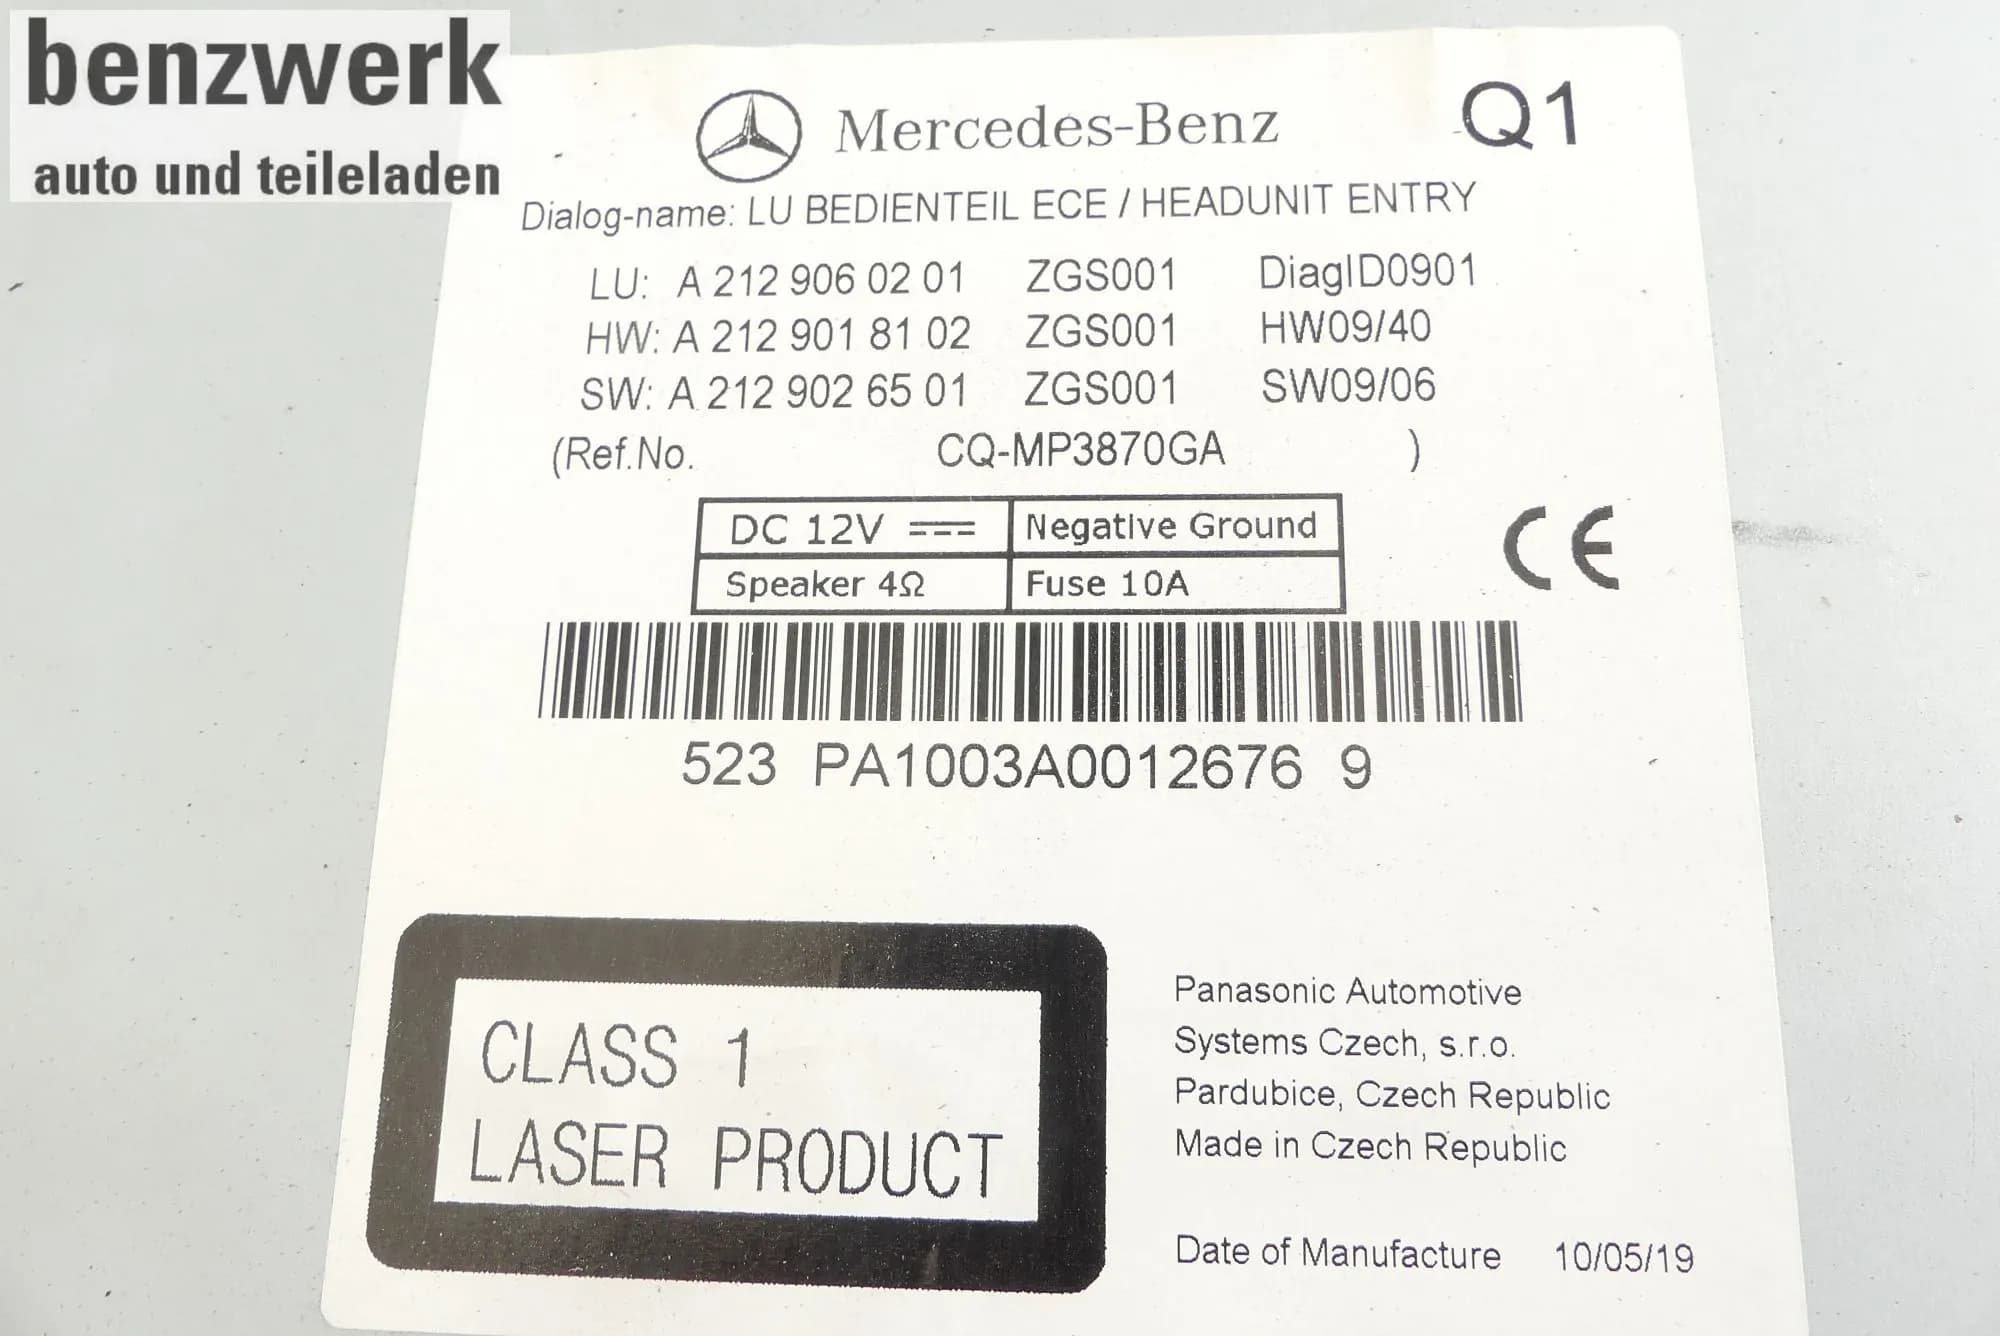 benzwerk
auto und teileladen
Mercedes-Benz Q1
Dialog-name: LU BEDIENTEIL ECE / HEADUNIT ENTRY
LU: A 212 906 02 01 ZGS001 DiagID0901
HW: A 212 901 81 02 ZGS001 HW09/40
SW: A 212 902 65 01 ZGS001 SW09/06
(Ref.No. CQ-MP3870GA )
DC 12V Negative Ground
Speaker 4Ω Fuse 10A
CE
523 PA1003A0012676 9
CLASS 1
LASER PRODUCT
Panasonic Automotive
Systems Czech, s.r.o.
Pardubice, Czech Republic
Made in Czech Republic
Date of Manufacture 10/05/19